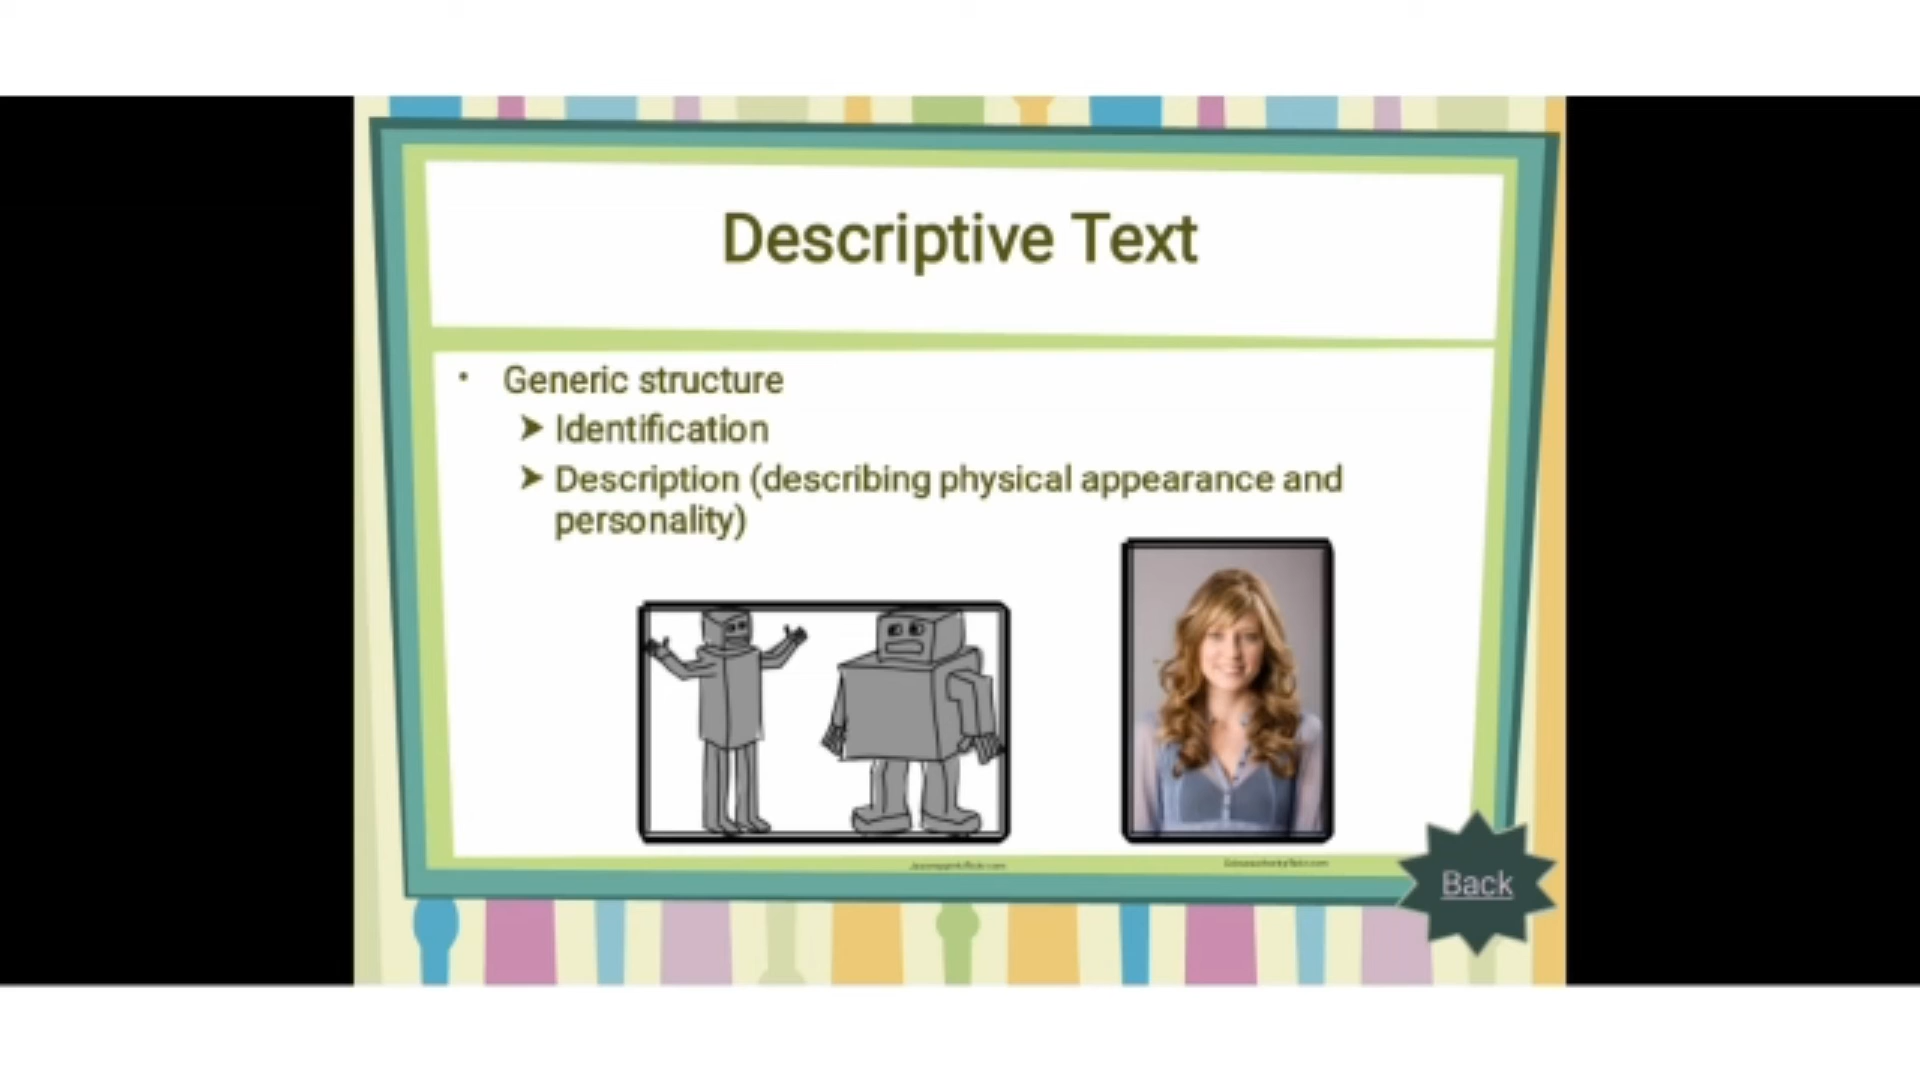 Descriptive Text
• Generic structure
➤ Identification
➤ Description (describing physical appearance and
personality)
Back